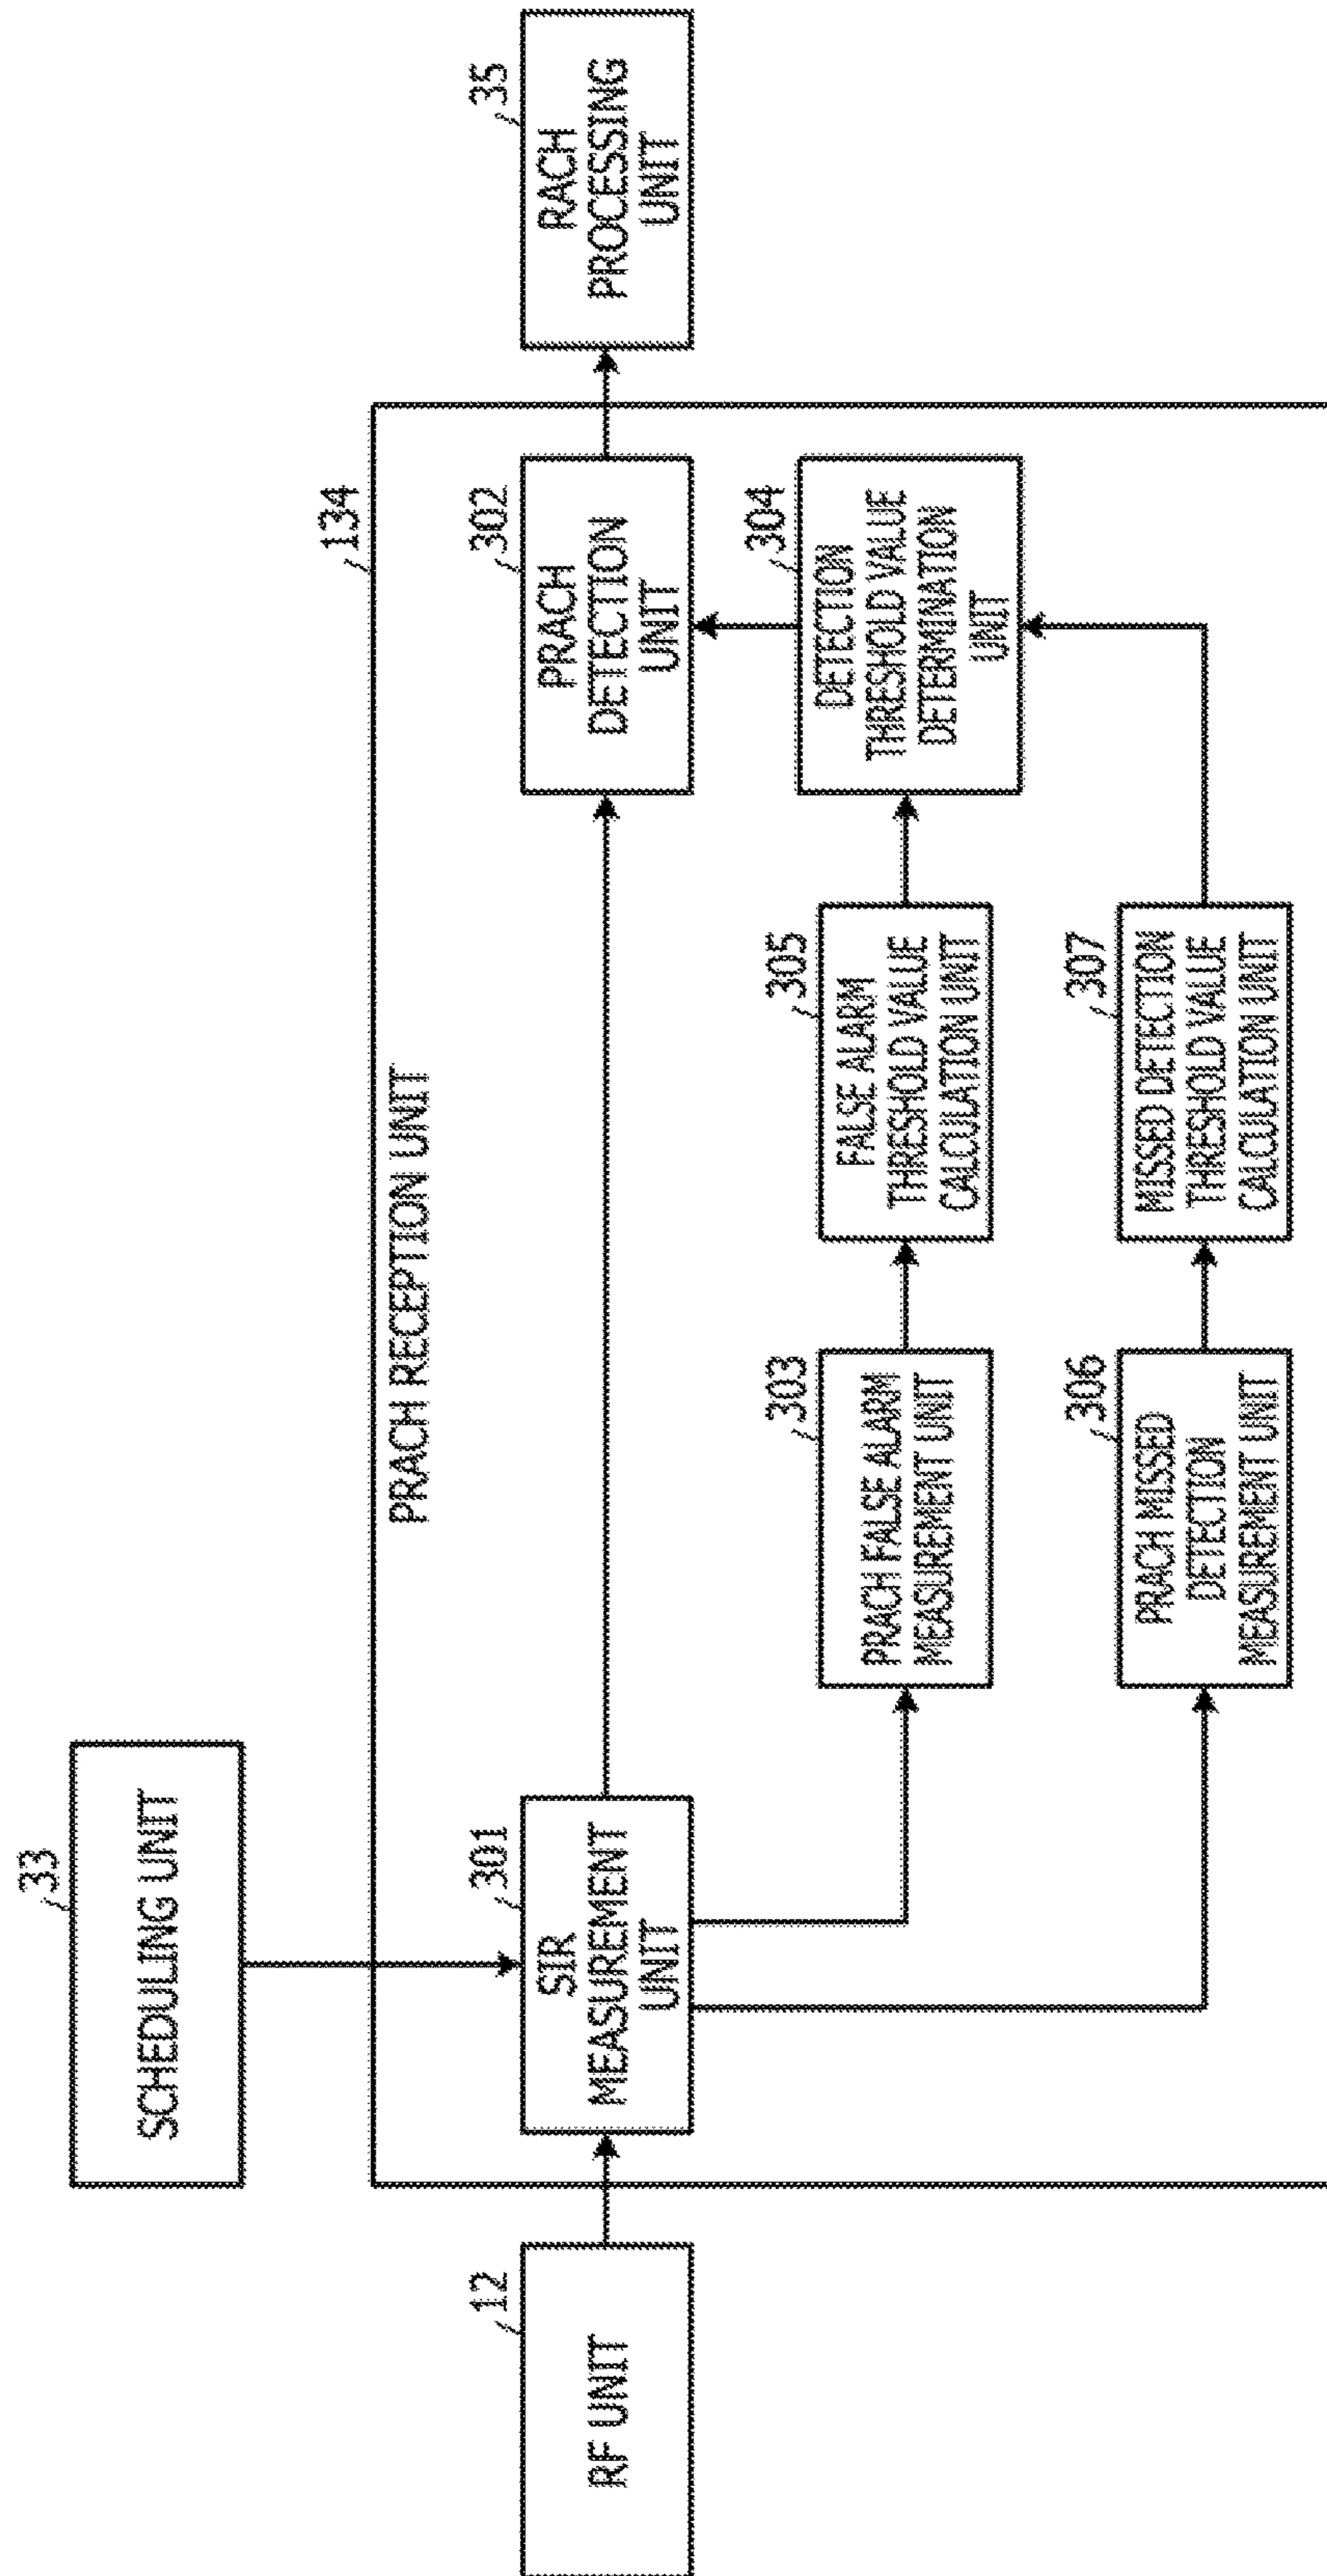 33
SCHEDULING UNIT
134
PRACH RECEPTION UNIT
12
RF UNIT
301
SIR
MEASUREMENT
UNIT
302
PRACH
DETECTION
UNIT
35
RACH
PROCESSING
UNIT
303
PRACH FALSE ALARM
MEASUREMENT UNIT
305
FALSE ALARM
THRESHOLD VALUE
CALCULATION UNIT
304
DETECTION
THRESHOLD VALUE
DETERMINATION
UNIT
306
PRACH MISSED
DETECTION
MEASUREMENT UNIT
307
MISSED DETECTION
THRESHOLD VALUE
CALCULATION UNIT